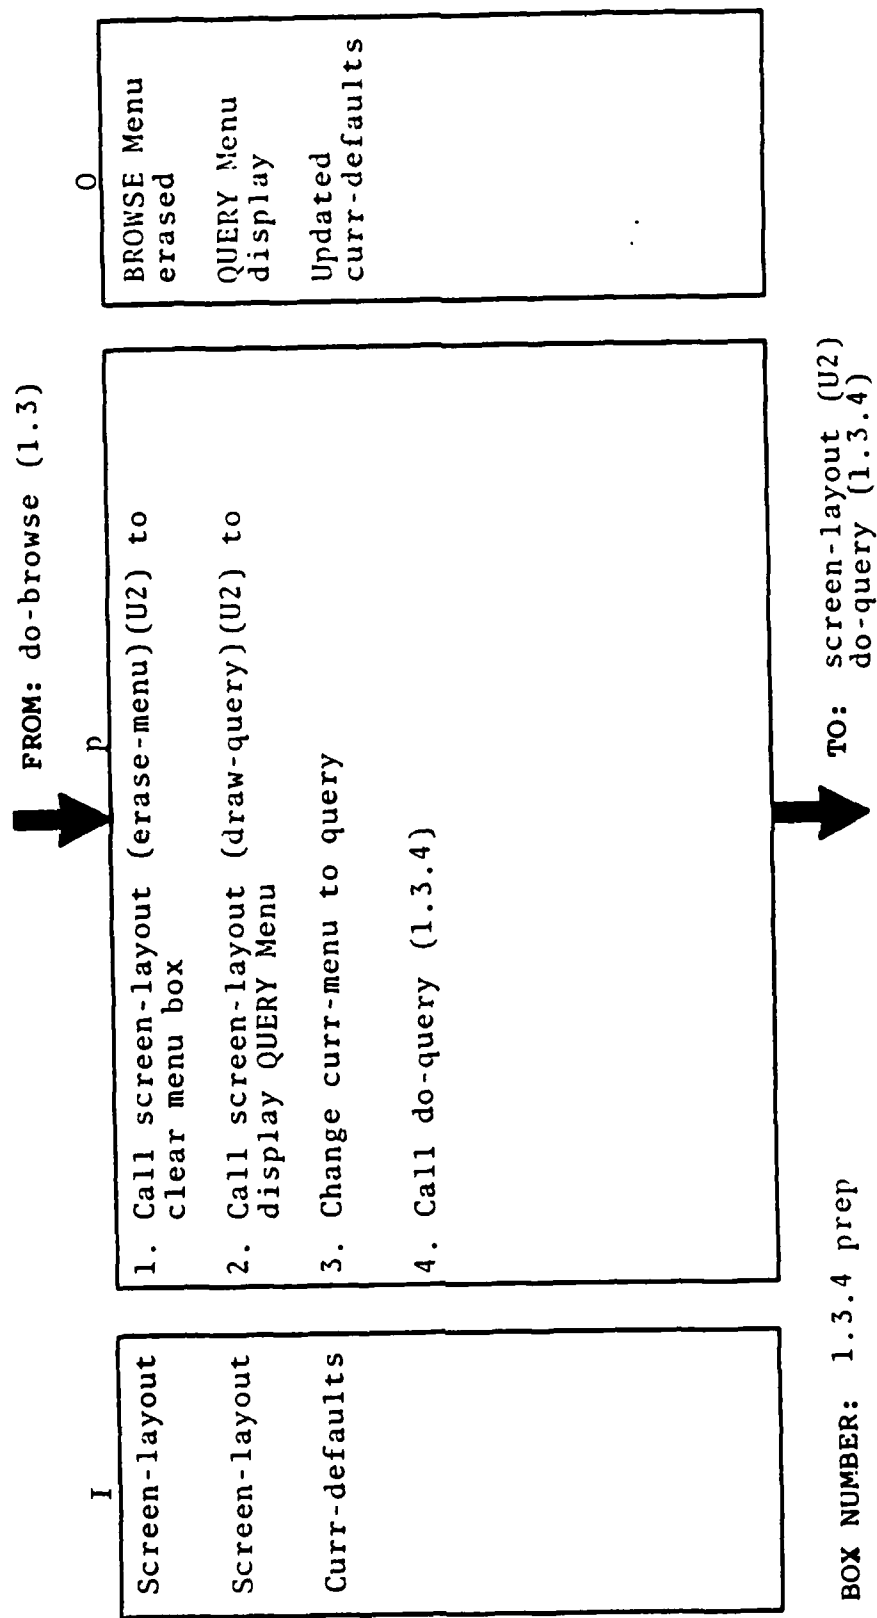 FROM: do-browse (1.3)
I
Screen-layout
Screen-layout
Curr-defaults
P
1. Call screen-layout (erase-menu)(U2) to
clear menu box
2. Call screen-layout (draw-query)(U2) to
display QUERY Menu
3. Change curr-menu to query
4. Call do-query (1.3.4)
O
BROWSE Menu
erased
QUERY Menu
display
Updated
curr-defaults
BOX NUMBER: 1.3.4 prep
TO: screen-layout (U2)
do-query (1.3.4)